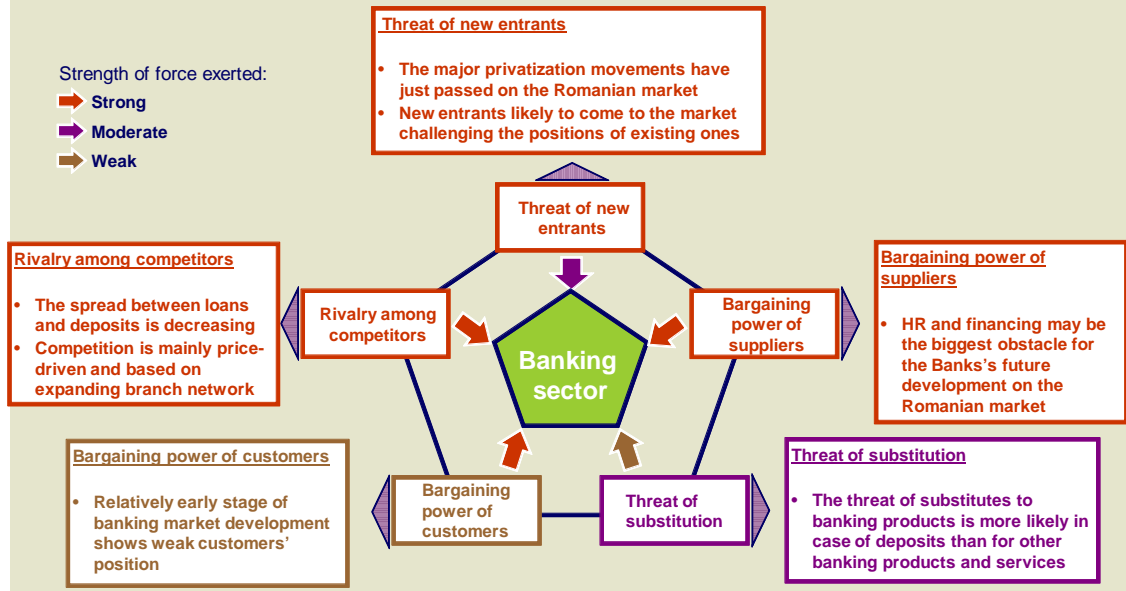 Threat of new entrants
• The major privatization movements have
just passed on the Romanian market
• New entrants likely to come to the market
challenging the positions of existing ones
Strength of force exerted:
Strong
Moderate
Weak
Threat of new
entrants
Rivalry among competitors
• The spread between loans
and deposits is decreasing
• Competition is mainly price-
driven and based on
expanding branch network
Rivalry among
competitors
Banking
sector
Bargaining
power of
suppliers
Bargaining power of
suppliers
• HR and financing may be
the biggest obstacle for
the Banks's future
development on the
Romanian market
Bargaining power of customers
• Relatively early stage of
banking market development
shows weak customers'
position
Bargaining
power of
customers
Threat of
substitution
Threat of substitution
• The threat of substitutes to
banking products is more likely in
case of deposits than for other
banking products and services